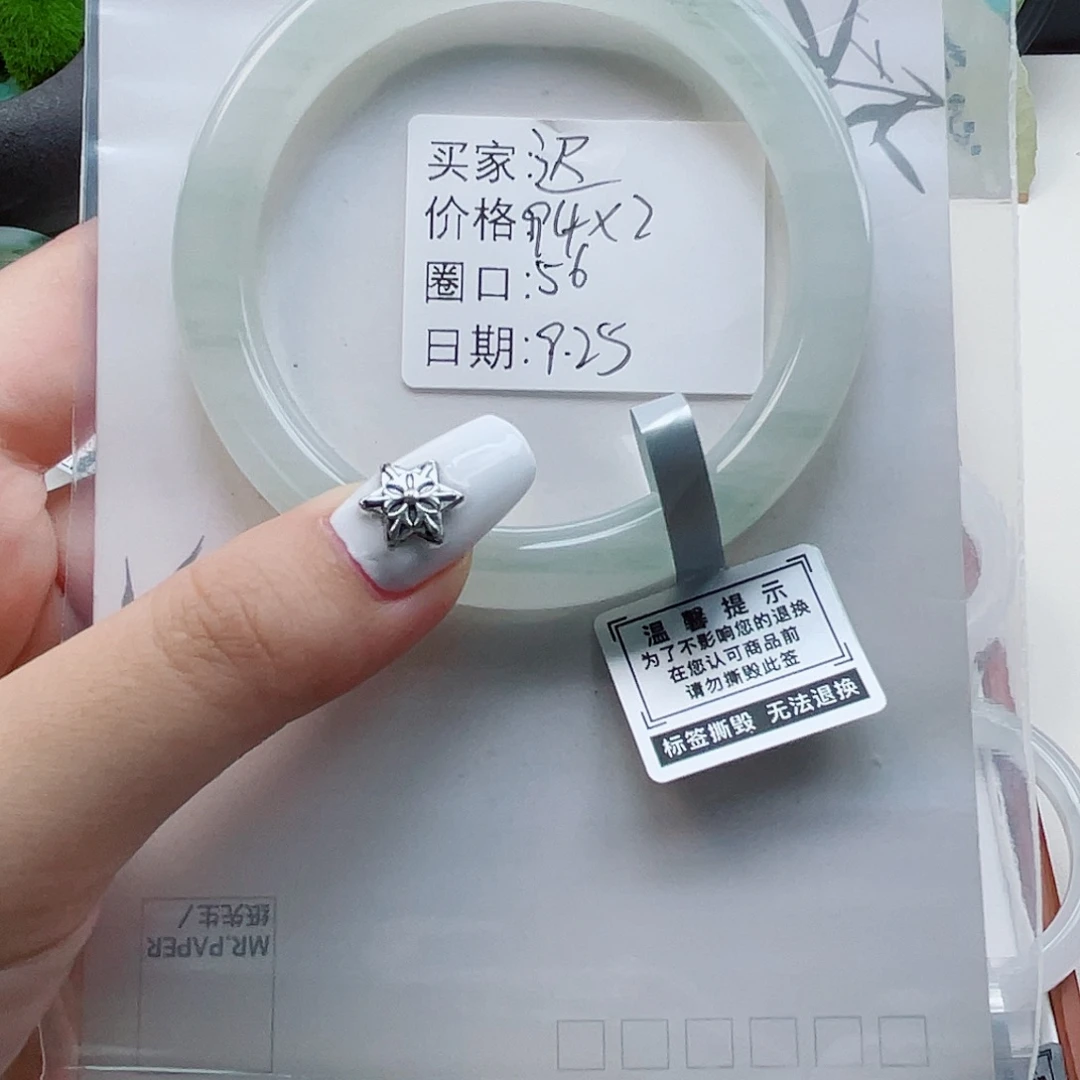 买家:迟
价格:94×2
圈口:56
日期:9.25
温馨提示
为了不影响您的退换
在您认可商品前
请勿撕毁此签
标签撕毁 无法退换
纸先生/
MR.PAPER